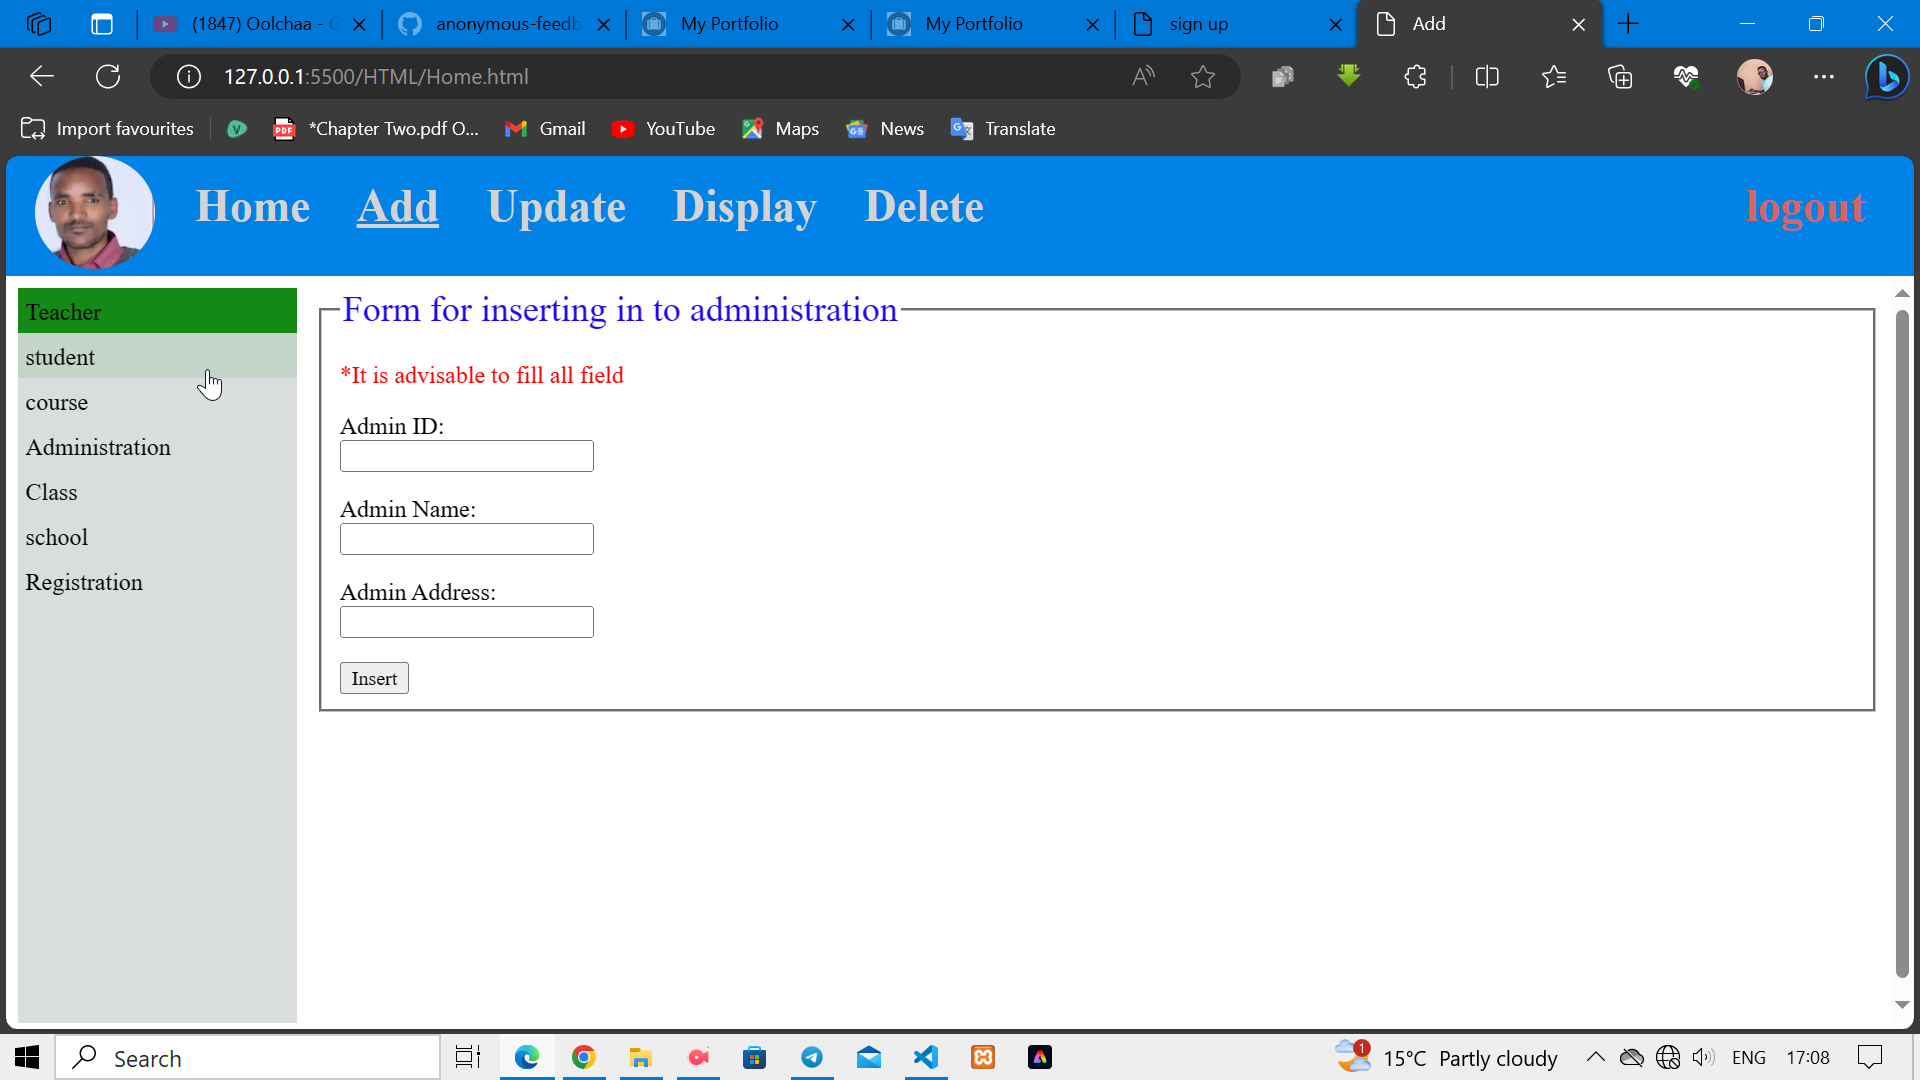 (1847) Oolchaa - G
anonymous-feedb
My Portfolio
My Portfolio
sign up
Add
127.0.0.1:5500/HTML/Home.html
Import favourites
PDF
*Chapter Two.pdf O...
Gmail
YouTube
Maps
News
Translate
Home
Add
Update
Display
Delete
logout
Teacher
student
course
Administration
Class
school
Registration
Form for inserting in to administration
*It is advisable to fill all field
Admin ID:
Admin Name:
Admin Address:
Insert
Search
1
15°C Partly cloudy
ENG
17:08